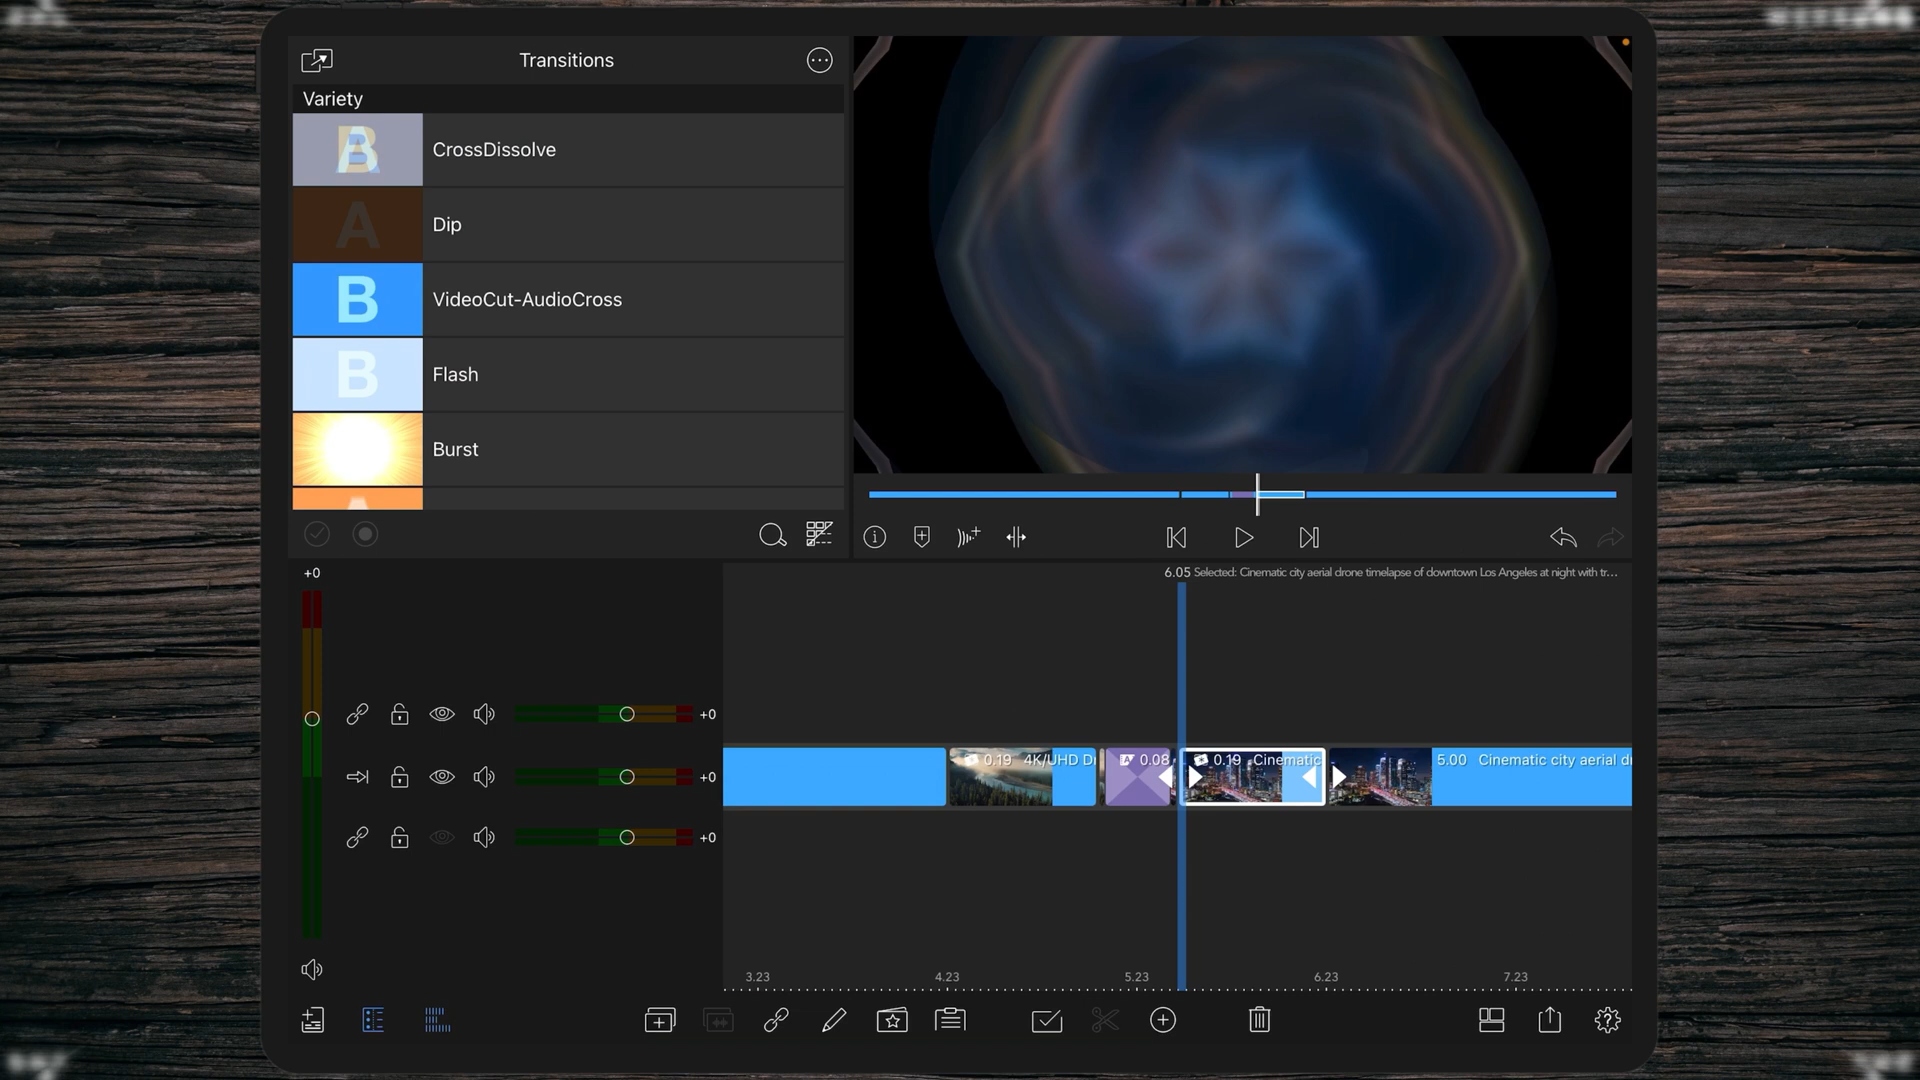 Transitions
Variety
B
CrossDissolve
A
Dip
B
VideoCut-AudioCross
B
Flash
Burst
+0
6.05 Selected: Cinematic city aerial drone timelapse of downtown Los Angeles at night with tr...
+0
0.19 4K/UHD
A 0.08
0.19 Cinematic
5.00 Cinematic city aerial
+0
+0
3.23 4.23 5.23 6.23 7.23